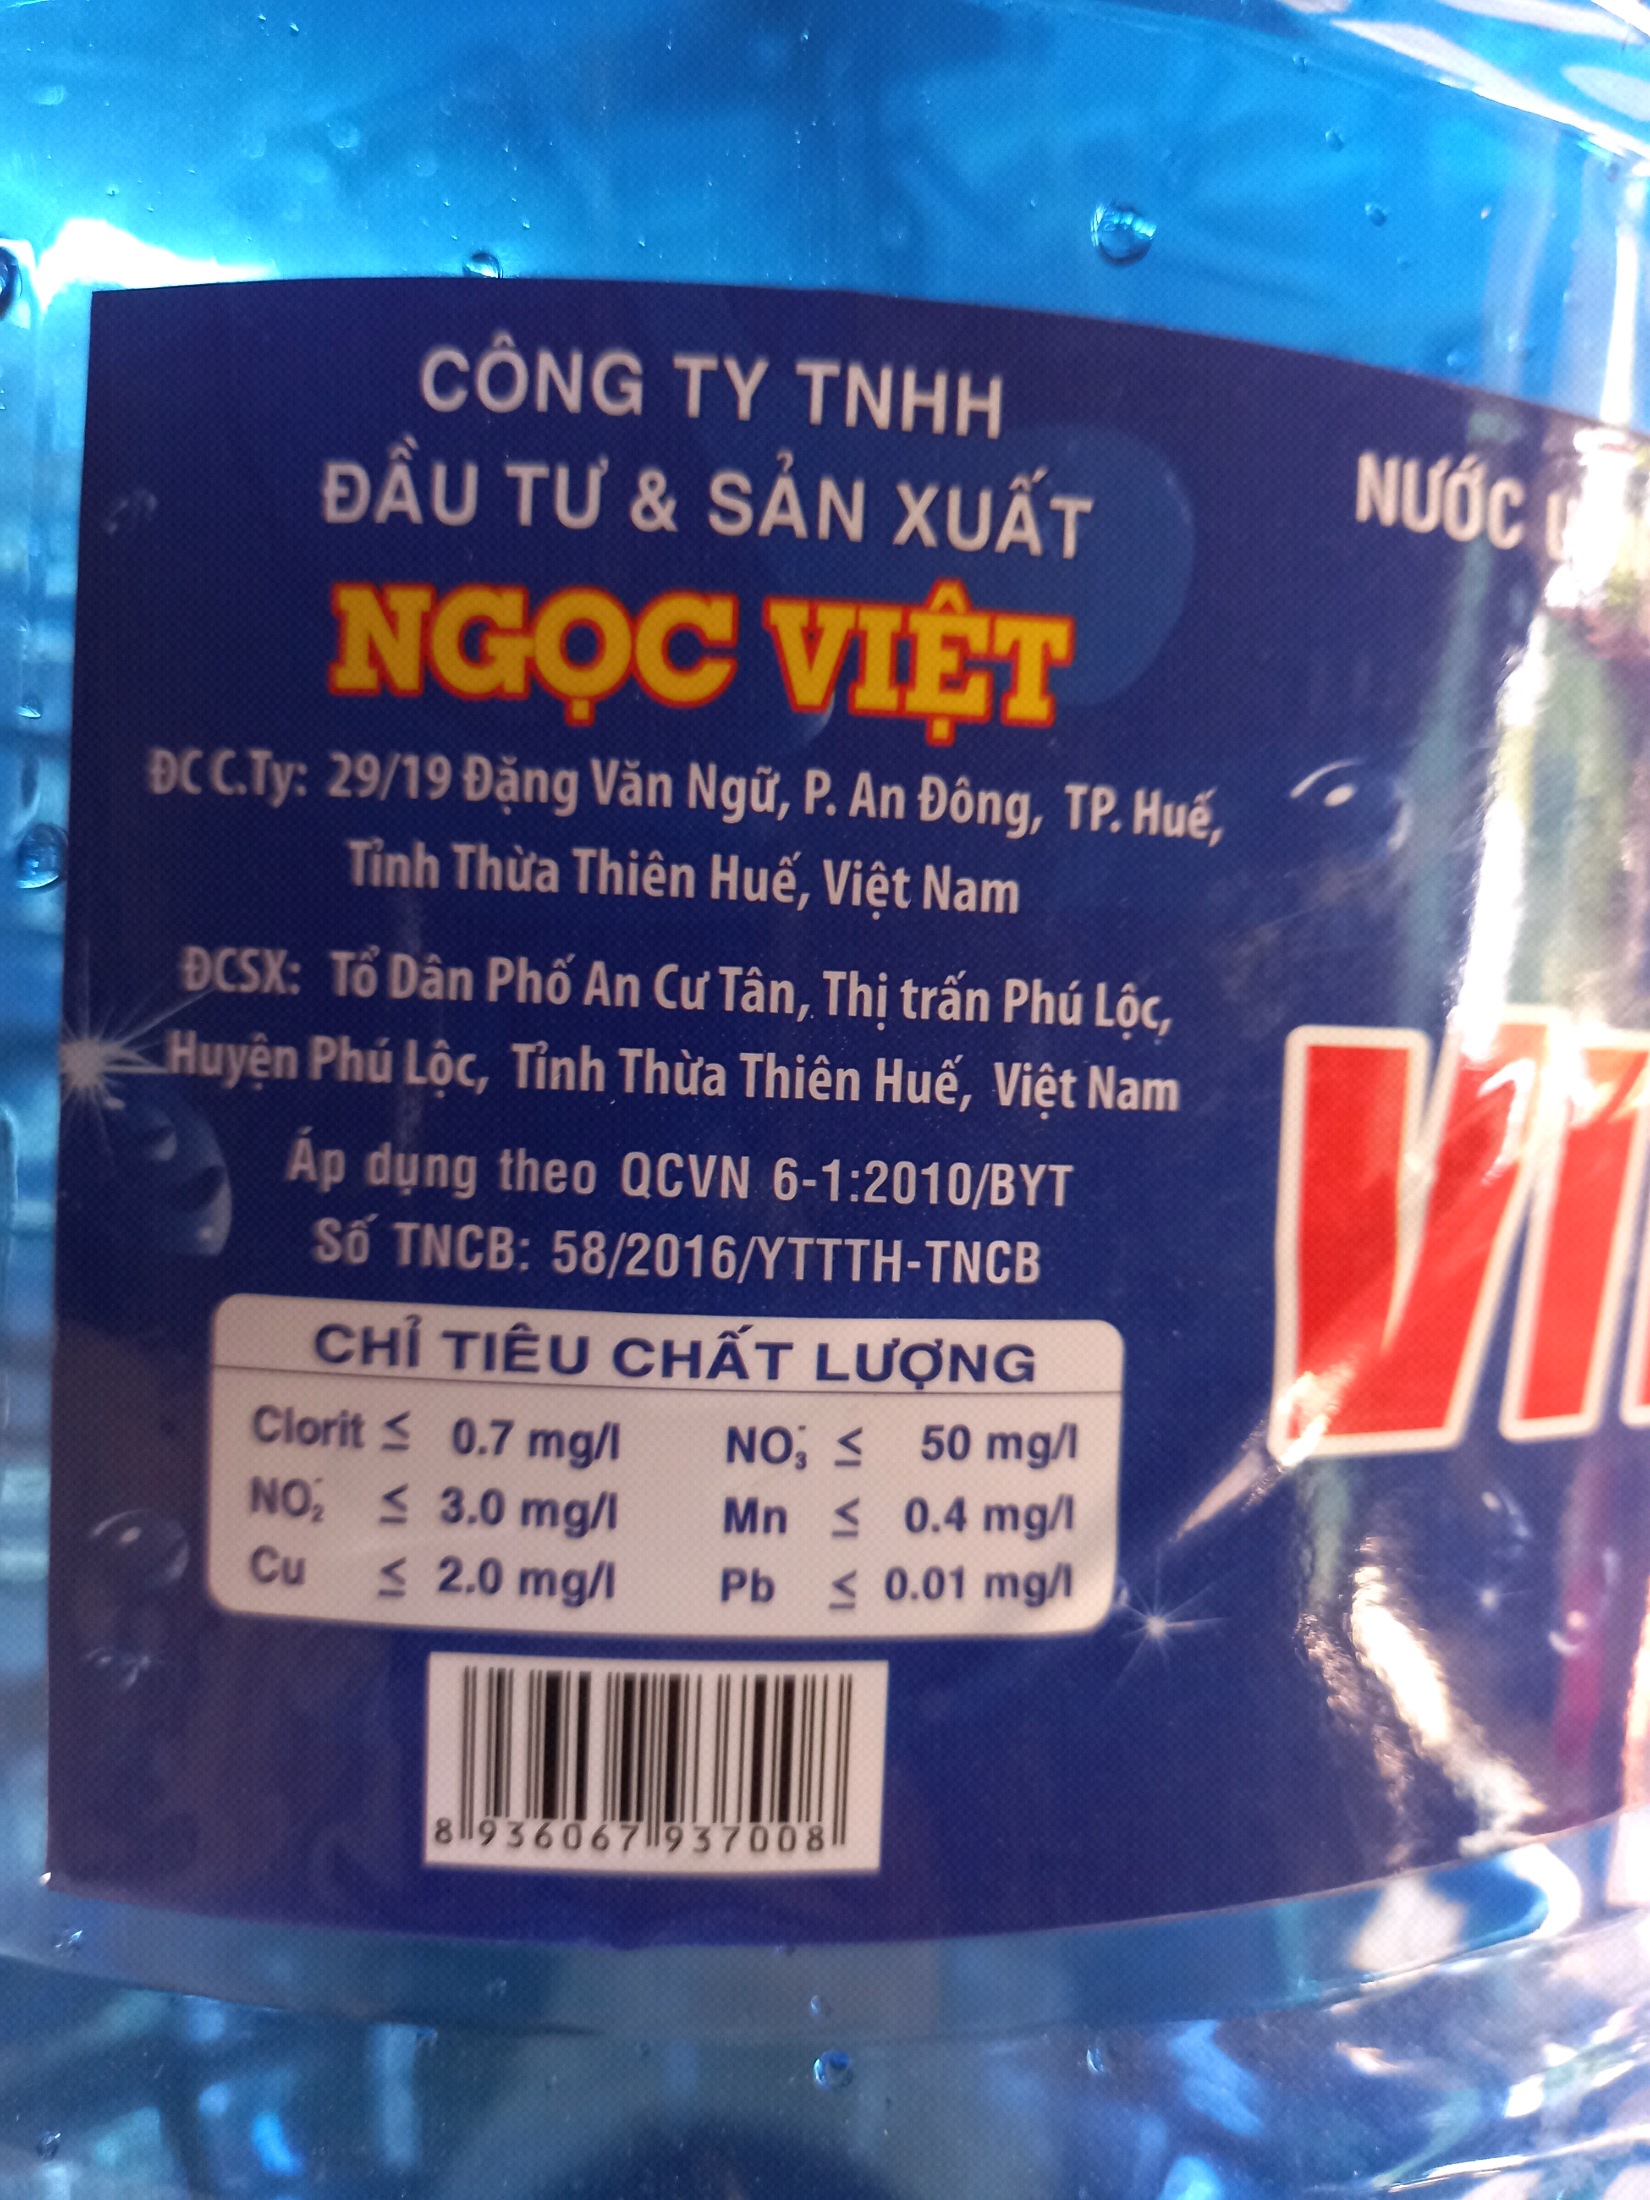 CÔNG TY TNHH
ĐẦU TƯ & SẢN XUẤT
NGỌC VIỆT
ĐC C.Ty: 29/19 Đặng Văn Ngữ, P. An Đông, TP. Huế,
Tỉnh Thừa Thiên Huế, Việt Nam
ĐCSX: Tổ Dân Phố An Cư Tân, Thị trấn Phú Lộc,
Huyện Phú Lộc, Tỉnh Thừa Thiên Huế, Việt Nam
Áp dụng theo QCVN 6-1:2010/BYT
Số TNCB: 58/2016/YTTTH-TNCB
CHỈ TIÊU CHẤT LƯỢNG
Clorit ≤ 0.7 mg/l NO₃⁻ ≤ 50 mg/l
NO₂⁻ ≤ 3.0 mg/l Mn ≤ 0.4 mg/l
Cu ≤ 2.0 mg/l Pb ≤ 0.01 mg/l
8 936067 937008
NƯỚC